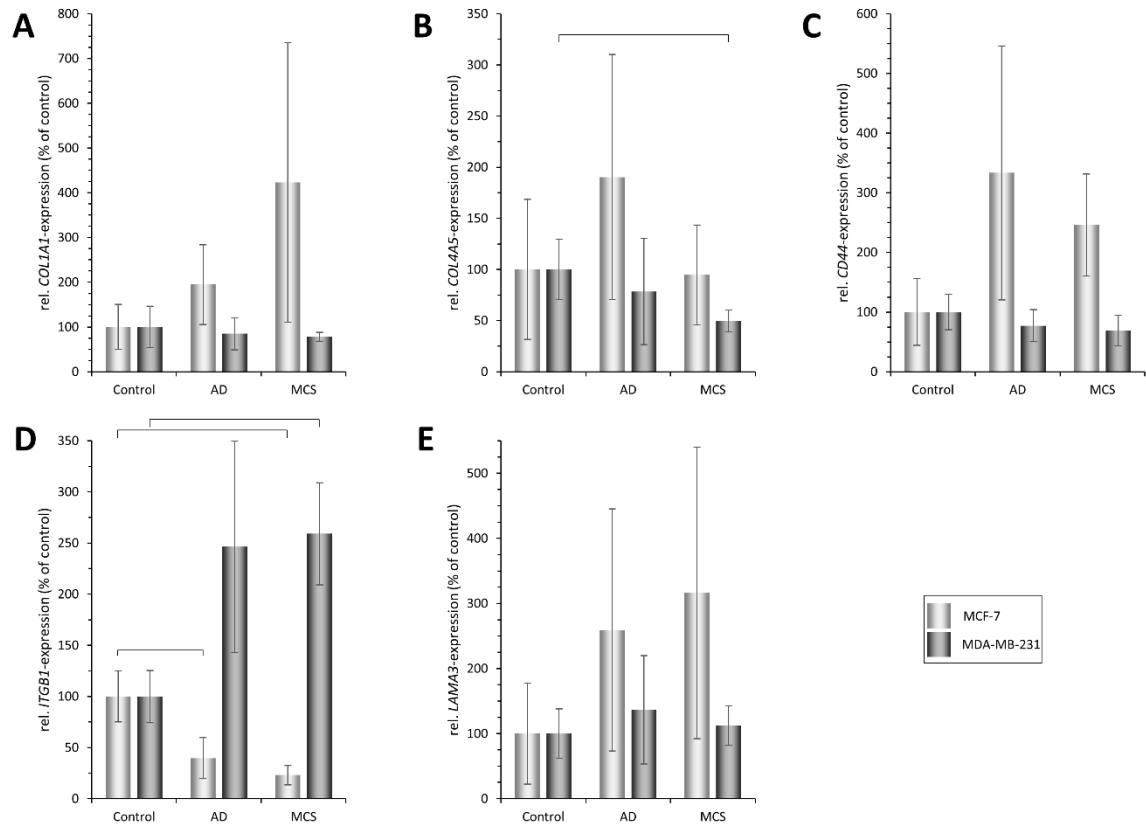 A
rel. COL1A1-expression (% of control)
800
700
600
500
400
300
200
100
0
Control AD MCS
B
rel. COL4A5-expression (% of control)
350
300
250
200
150
100
50
0
Control AD MCS
C
rel. CD44-expression (% of control)
600
500
400
300
200
100
0
Control AD MCS
D
rel. ITGB1-expression (% of control)
350
300
250
200
150
100
50
0
Control AD MCS
E
rel. LAMA3-expression (% of control)
500
400
300
200
100
0
Control AD MCS
MCF-7
MDA-MB-231